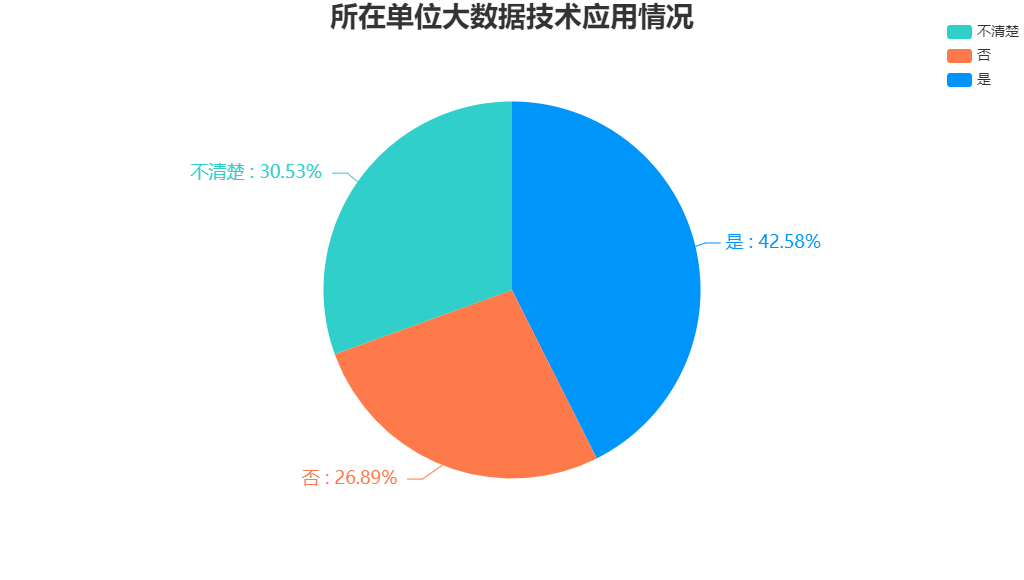 所在单位大数据技术应用情况
不清楚
否
是
不清楚 : 30.53%
是 : 42.58%
否 : 26.89%